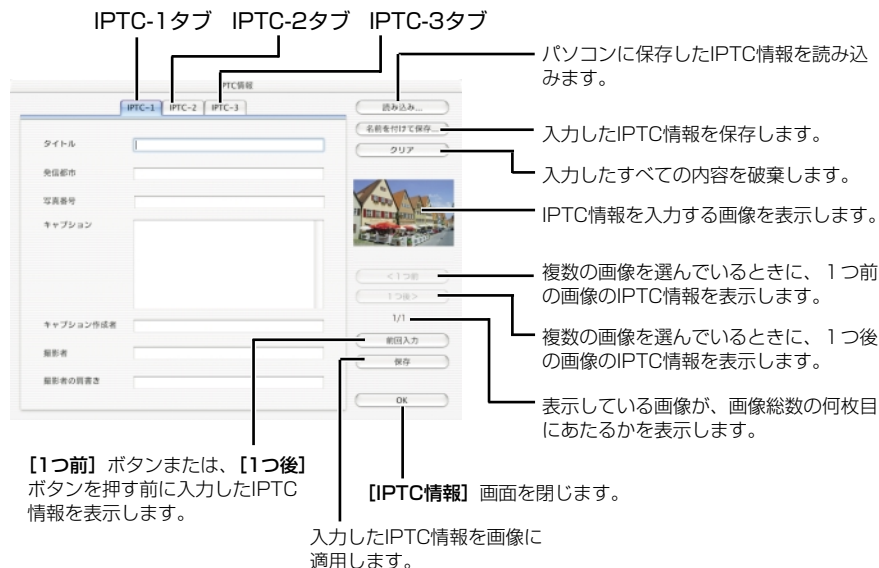 IPTC-1タブ IPTC-2タブ IPTC-3タブ
パソコンに保存したIPTC情報を読み込
みます。
入力したIPTC情報を保存します。
入力したすべての内容を破棄します。
IPTC情報を入力する画像を表示します。
複数の画像を選んでいるときに、1つ前
の画像のIPTC情報を表示します。
複数の画像を選んでいるときに、1つ後
の画像のIPTC情報を表示します。
表示している画像が、画像総数の何枚目
にあたるかを表示します。
PTC情報
IPTC-1 IPTC-2 IPTC-3
タイトル
発信都市
写真番号
キャプション
キャプション作成者
撮影者
撮影者の肩書き
読み込み...
名前を付けて保存...
クリア
<1つ前
1つ後>
1/1
前回入力
保存
OK
[1つ前]ボタンまたは、[1つ後]
ボタンを押す前に入力したIPTC
情報を表示します。
[IPTC情報]画面を閉じます。
入力したIPTC情報を画像に
適用します。